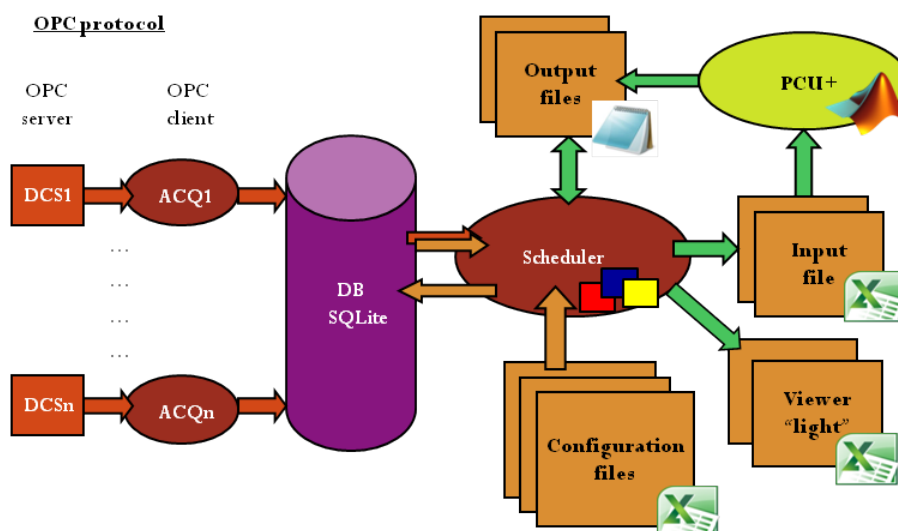 OPC protocol
OPC
server
OPC
client
DCS1
ACQ1
...
...
...
...
DCSn
ACQn
DB
SQLite
Output
files
PCU+
Scheduler
Input
file
Configuration
files
Viewer
“light”